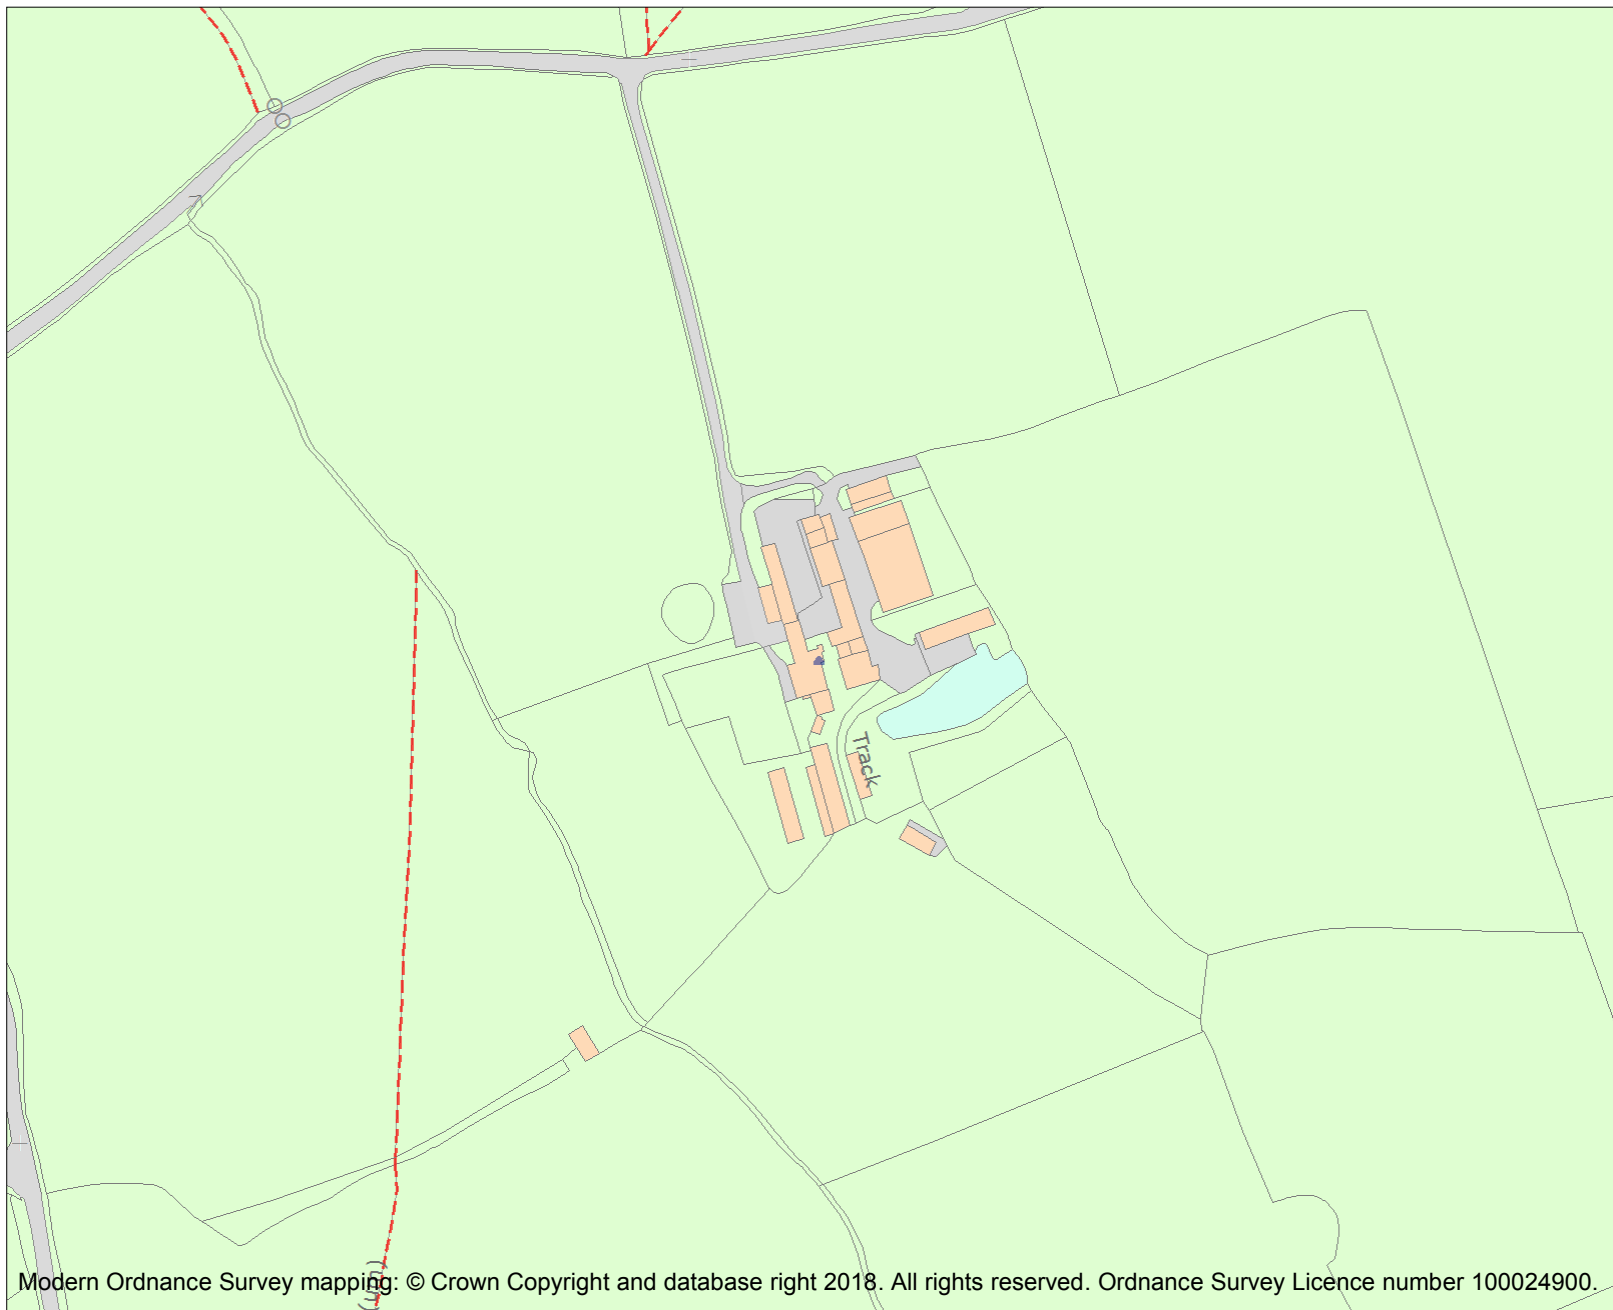 Track
Modern Ordnance Survey mapping: © Crown Copyright and database right 2018. All rights reserved. Ordnance Survey Licence number 100024900.